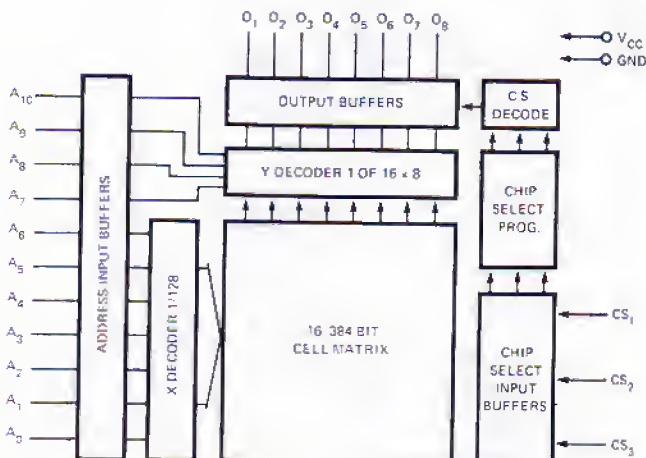 O1 O2 O3 O4 O5 O6 O7 O8
VCC
GND
A10
A9
A8
A7
A6
A5
A4
A3
A2
A1
A0
ADDRESS INPUT BUFFERS
OUTPUT BUFFERS
CS
DECODE
Y DECODER 1 OF 16 x 8
CHIP
SELECT
PROG.
X DECODER 1/128
16 384 BIT
CELL MATRIX
CHIP
SELECT
INPUT
BUFFERS
CS1
CS2
CS3